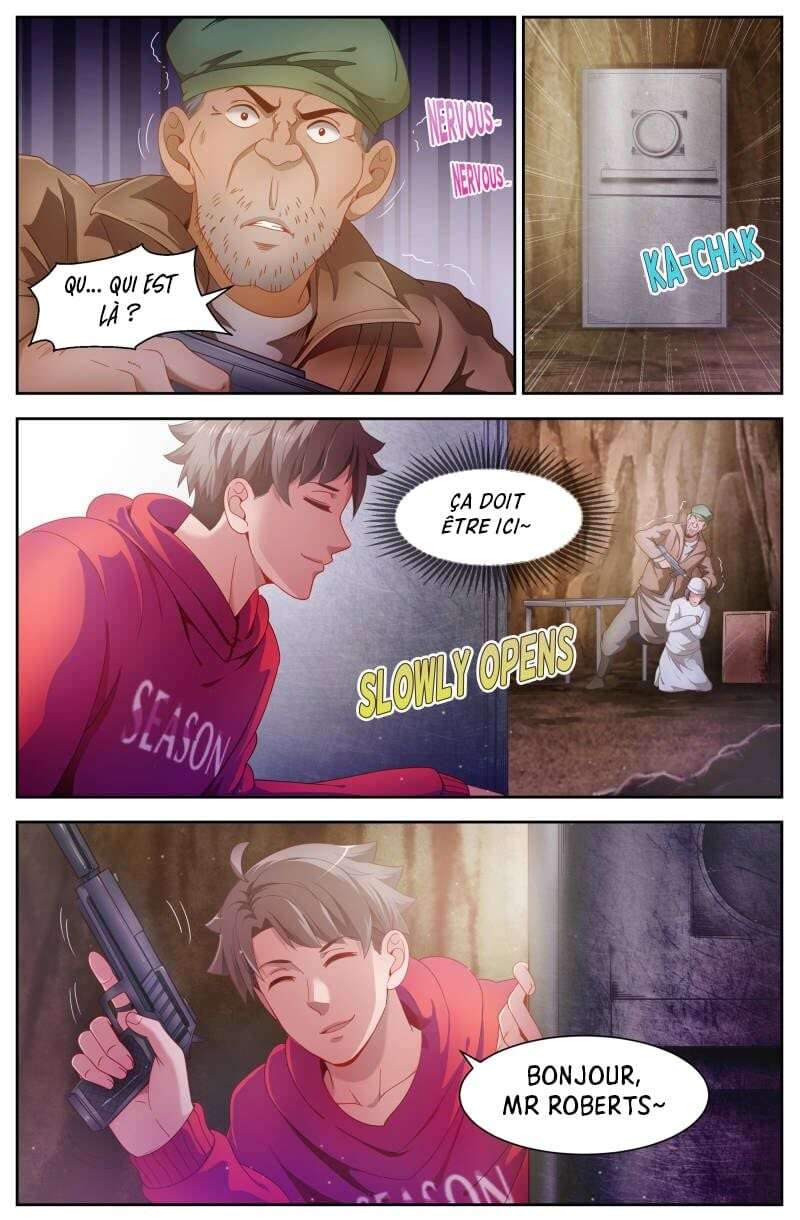 NERVOUS~
NERVOUS~
QU... QUI EST
LÀ ?
KA-CHAK
ÇA DOIT
ÊTRE ICI~
SLOWLY OPENS
SEASON
BONJOUR,
MR ROBERTS~
SEASON